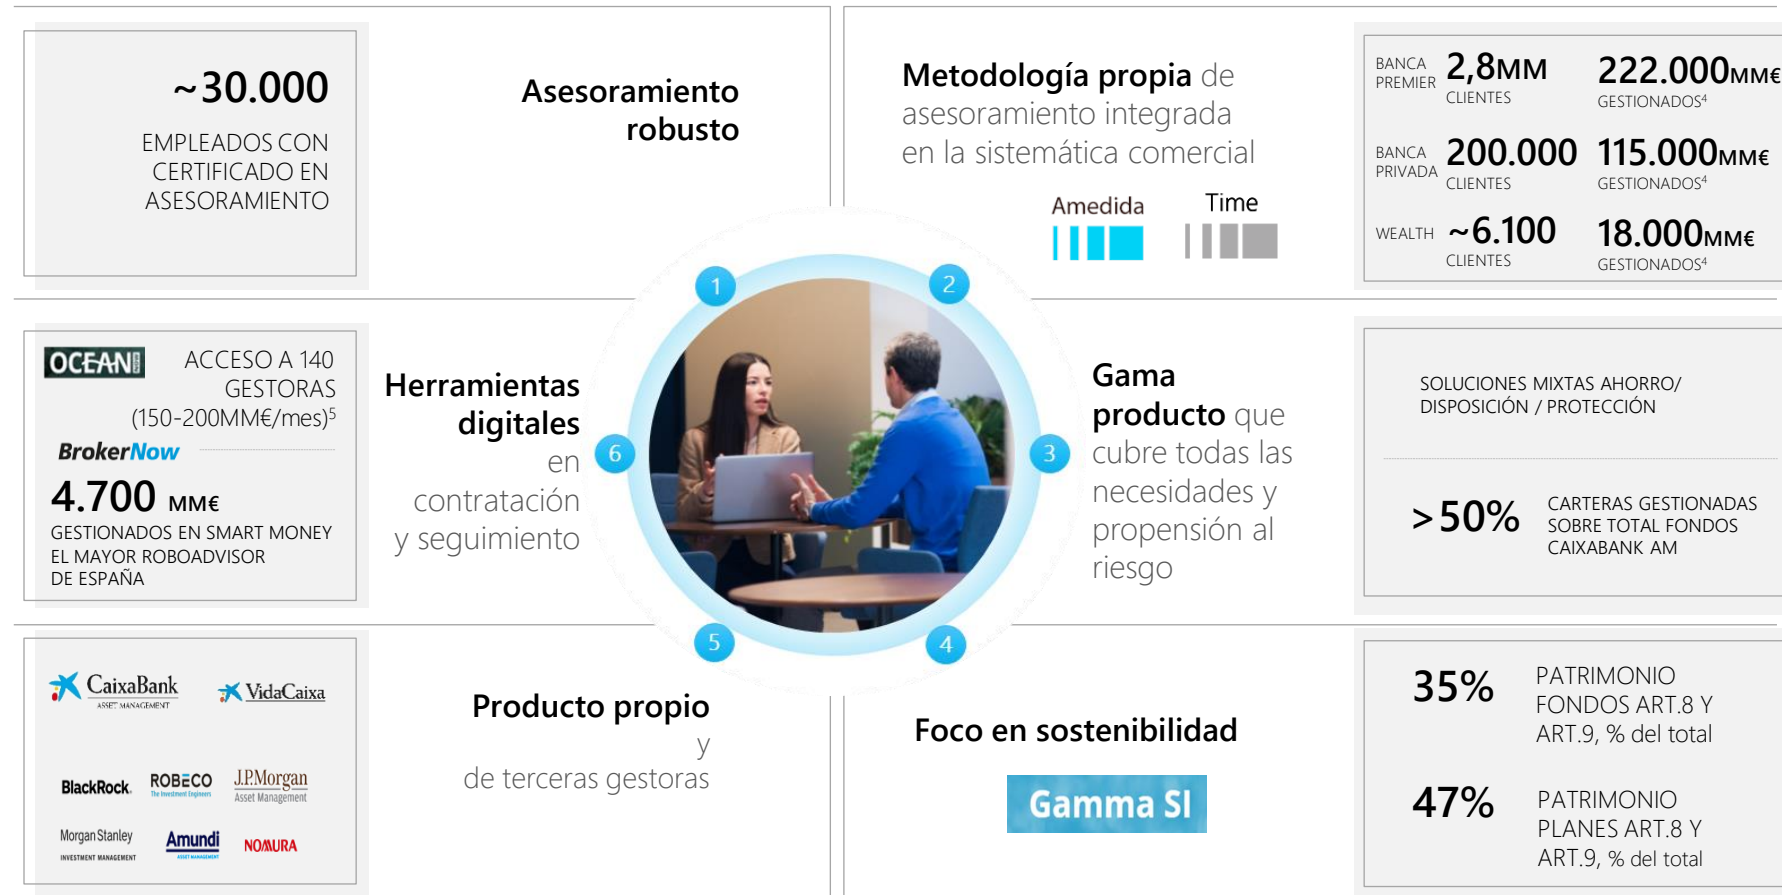 ~30.000
EMPLEADOS CON
CERTIFICADO EN
ASESORAMIENTO
Asesoramiento
robusto
1
Metodología propia de
asesoramiento integrada
en la sistemática comercial
Amedida
Time
2
BANCA
PREMIER
2,8MM
CLIENTES
222.000MM€
GESTIONADOS⁴
BANCA
PRIVADA
200.000
CLIENTES
115.000MM€
GESTIONADOS⁴
WEALTH
~6.100
CLIENTES
18.000MM€
GESTIONADOS⁴
OCEAN
ACCESO A 140
GESTORAS
(150-200MM€/mes)⁵
BrokerNow
4.700 MM€
GESTIONADOS EN SMART MONEY
EL MAYOR ROBOADVISOR
DE ESPAÑA
Herramientas
digitales
en
contratación
y seguimiento
6
3
Gama
producto que
cubre todas las
necesidades y
propensión al
riesgo
SOLUCIONES MIXTAS AHORRO/
DISPOSICIÓN / PROTECCIÓN
>50%
CARTERAS GESTIONADAS
SOBRE TOTAL FONDOS
CAIXABANK AM
CaixaBank
ASSET MANAGEMENT
VidaCaixa
BlackRock.
ROBECO
The Investment Engineers
J.P.Morgan
Asset Management
Morgan Stanley
INVESTMENT MANAGEMENT
Amundi
ASSET MANAGEMENT
NOMURA
Producto propio
y
de terceras gestoras
5
4
Foco en sostenibilidad
Gamma SI
35%
PATRIMONIO
FONDOS ART.8 Y
ART.9, % del total
47%
PATRIMONIO
PLANES ART.8 Y
ART.9, % del total